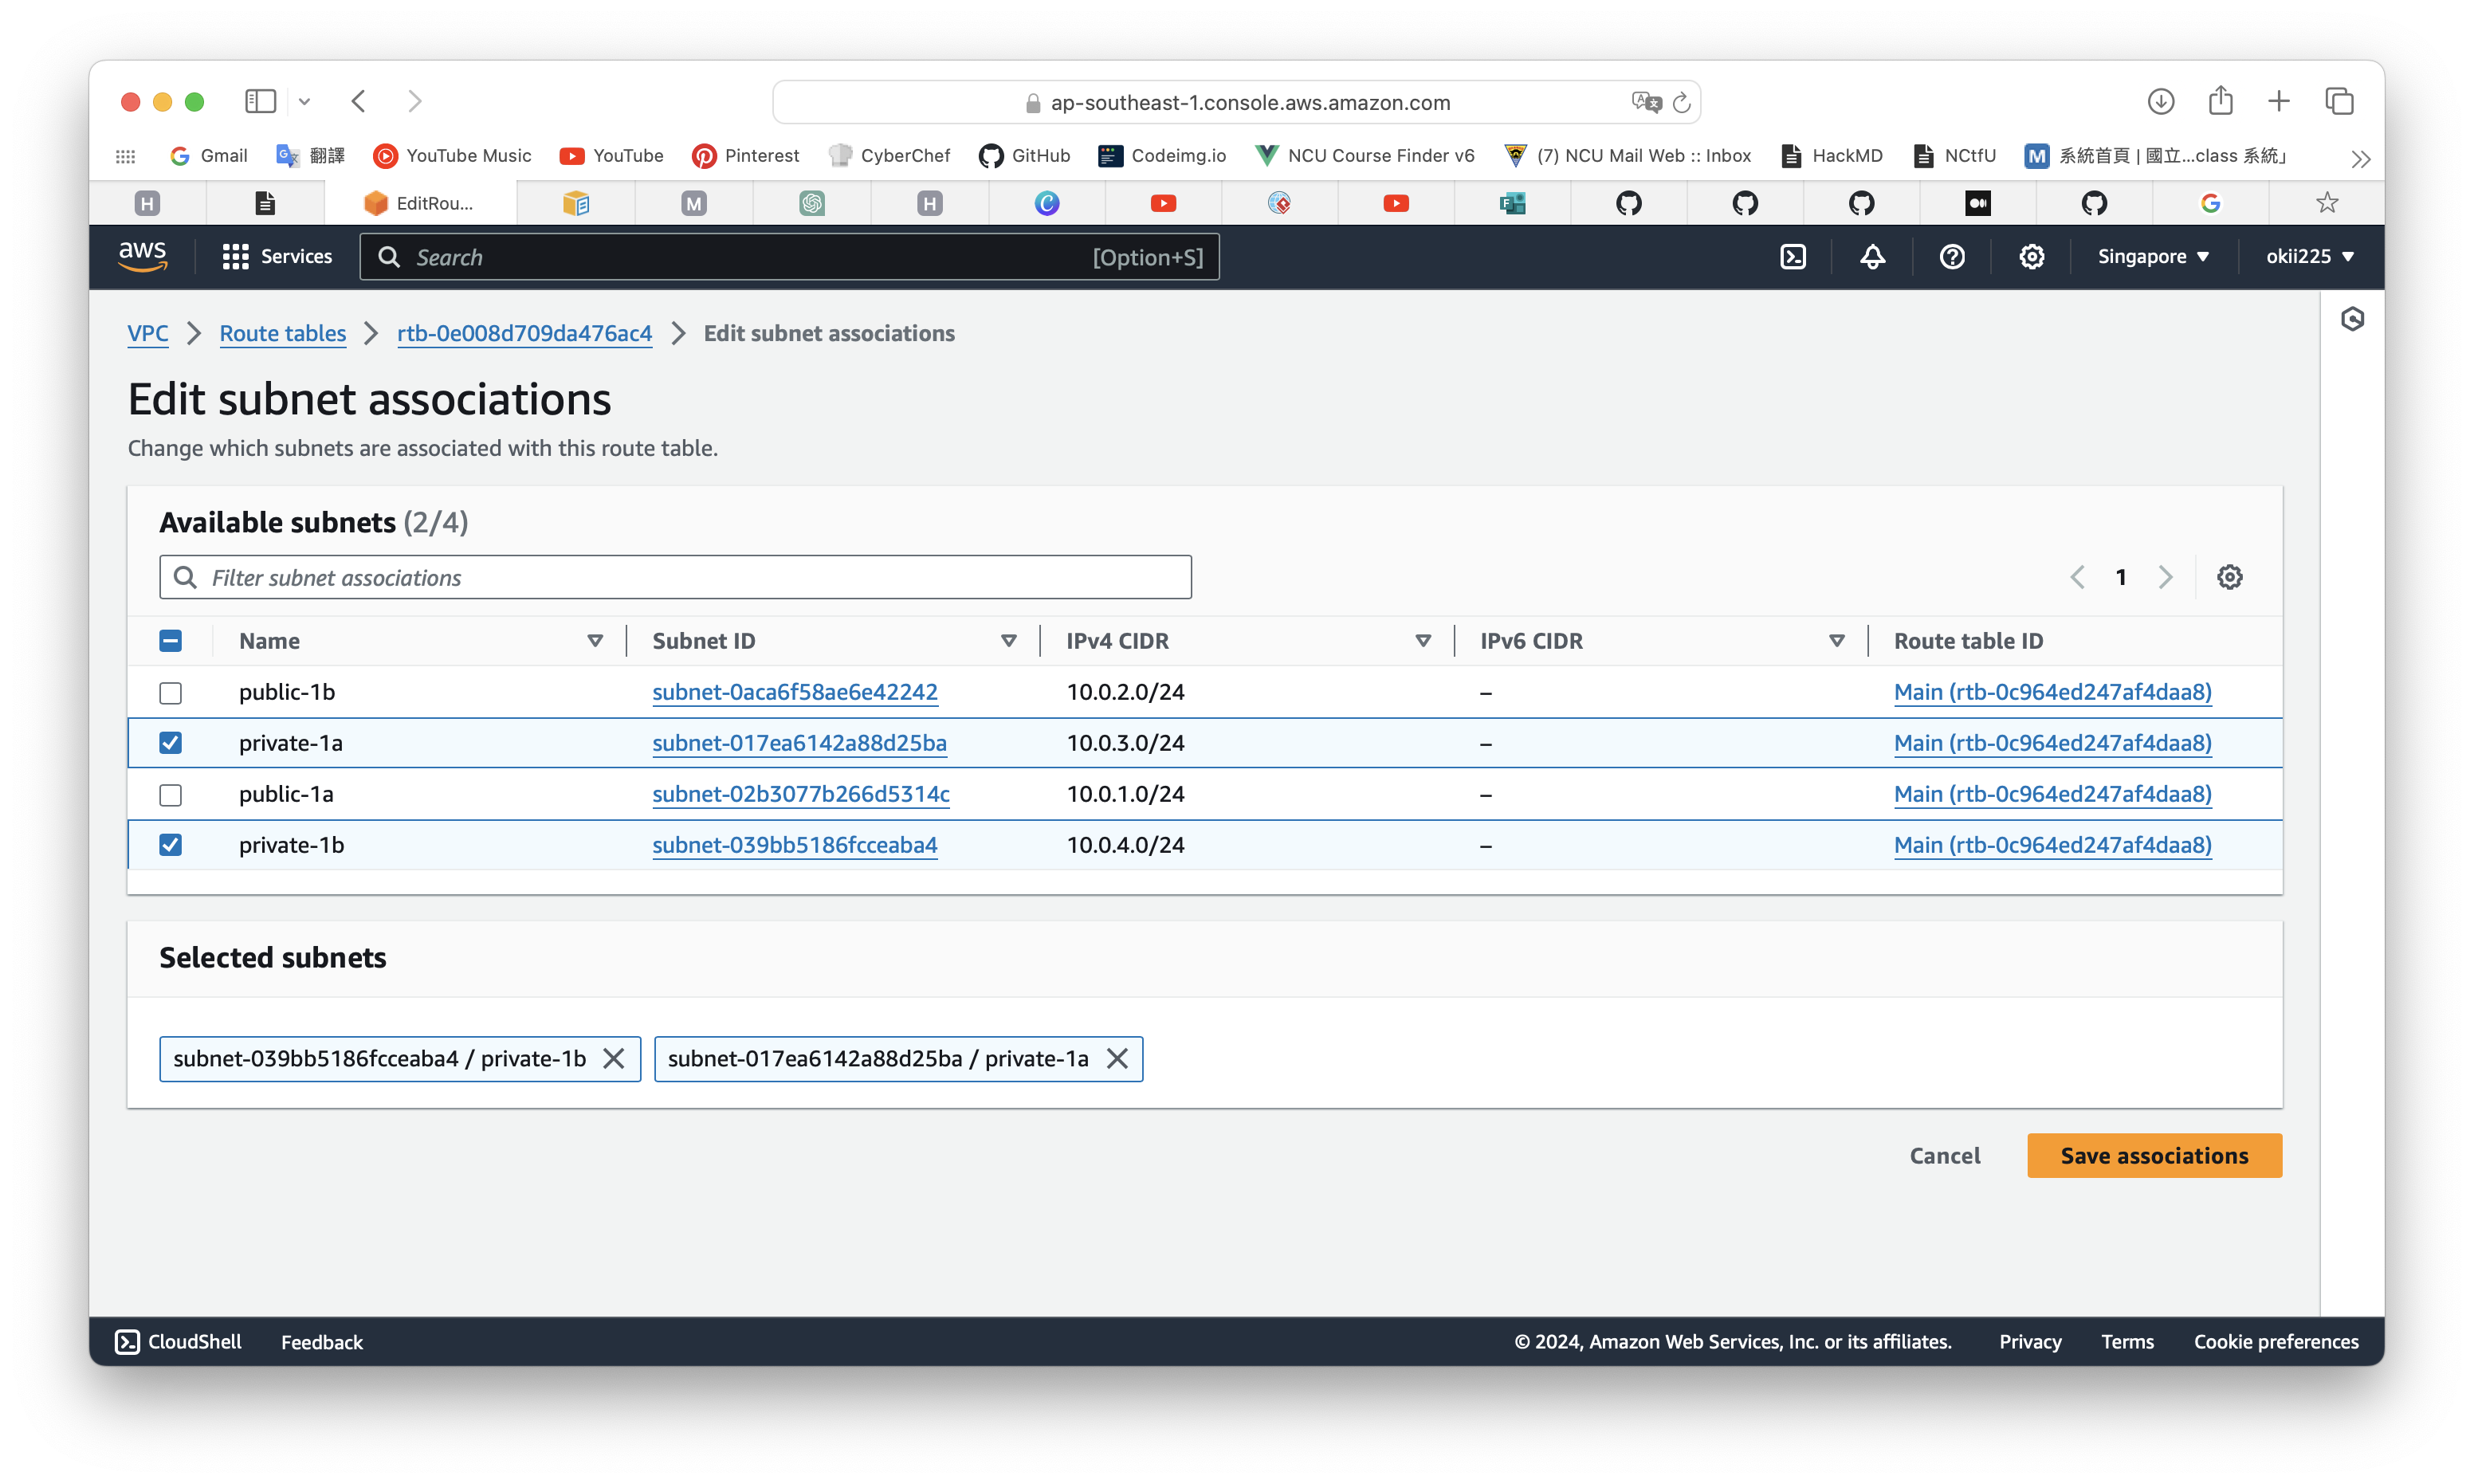 ap-southeast-1.console.aws.amazon.com
Gmail 翻譯 YouTube Music YouTube Pinterest CyberChef GitHub Codeimg.io NCU Course Finder v6 (7) NCU Mail Web :: Inbox HackMD NCtfU 系統首頁 | 國立...class 系統」
H EditRou... M H
aws Services Search [Option+S] Singapore okii225
VPC Route tables rtb-0e008d709da476ac4 Edit subnet associations
Edit subnet associations
Change which subnets are associated with this route table.
Available subnets (2/4)
Filter subnet associations 1
Name Subnet ID IPv4 CIDR IPv6 CIDR Route table ID
public-1b subnet-0aca6f58ae6e42242 10.0.2.0/24 – Main (rtb-0c964ed247af4daa8)
private-1a subnet-017ea6142a88d25ba 10.0.3.0/24 – Main (rtb-0c964ed247af4daa8)
public-1a subnet-02b3077b266d5314c 10.0.1.0/24 – Main (rtb-0c964ed247af4daa8)
private-1b subnet-039bb5186fcceaba4 10.0.4.0/24 – Main (rtb-0c964ed247af4daa8)
Selected subnets
subnet-039bb5186fcceaba4 / private-1b subnet-017ea6142a88d25ba / private-1a
Cancel Save associations
CloudShell Feedback © 2024, Amazon Web Services, Inc. or its affiliates. Privacy Terms Cookie preferences